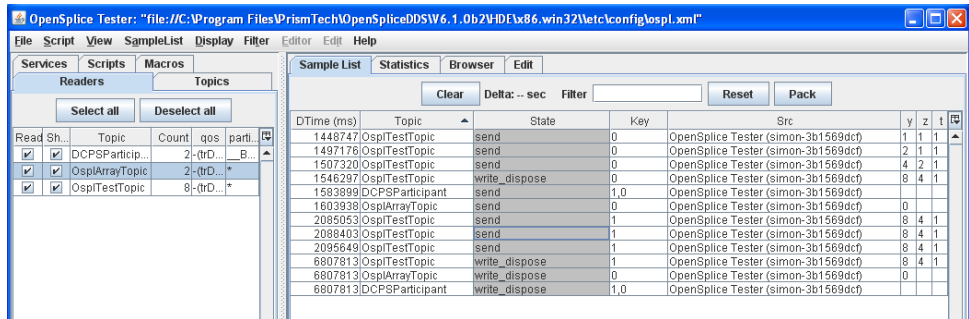 OpenSplice Tester: "file://C:\Program Files\PrismTech\OpenSpliceDDS\V6.1.0b2\HDE\x86.win32\\etc\config\ospl.xml"
File Script View SampleList Display Filter Editor Edit Help
Services Scripts Macros
Readers Topics
Select all Deselect all
Read Sh... Topic Count qos parti...
DCPSParticip... 2 -(trD... __B...
OsplArrayTopic 2 -(trD... *
OsplTestTopic 8 -(trD... *
Sample List Statistics Browser Edit
Clear Delta: -- sec Filter Reset Pack
DTime (ms) Topic State Key Src y z t
1448747 OsplTestTopic send 0 OpenSplice Tester (simon-3b1569dcf) 1 1 1
1497176 OsplTestTopic send 0 OpenSplice Tester (simon-3b1569dcf) 2 1 1
1507320 OsplTestTopic send 0 OpenSplice Tester (simon-3b1569dcf) 4 2 1
1546297 OsplTestTopic write_dispose 0 OpenSplice Tester (simon-3b1569dcf) 8 4 1
1583899 DCPSParticipant send 1,0 OpenSplice Tester (simon-3b1569dcf)
1603938 OsplArrayTopic send 0 OpenSplice Tester (simon-3b1569dcf) 0
2085053 OsplTestTopic send 1 OpenSplice Tester (simon-3b1569dcf) 8 4 1
2088403 OsplTestTopic send 1 OpenSplice Tester (simon-3b1569dcf) 8 4 1
2095649 OsplTestTopic send 1 OpenSplice Tester (simon-3b1569dcf) 8 4 1
6807813 OsplTestTopic write_dispose 1 OpenSplice Tester (simon-3b1569dcf) 8 4 1
6807813 OsplArrayTopic write_dispose 0 OpenSplice Tester (simon-3b1569dcf) 0
6807813 DCPSParticipant write_dispose 1,0 OpenSplice Tester (simon-3b1569dcf)